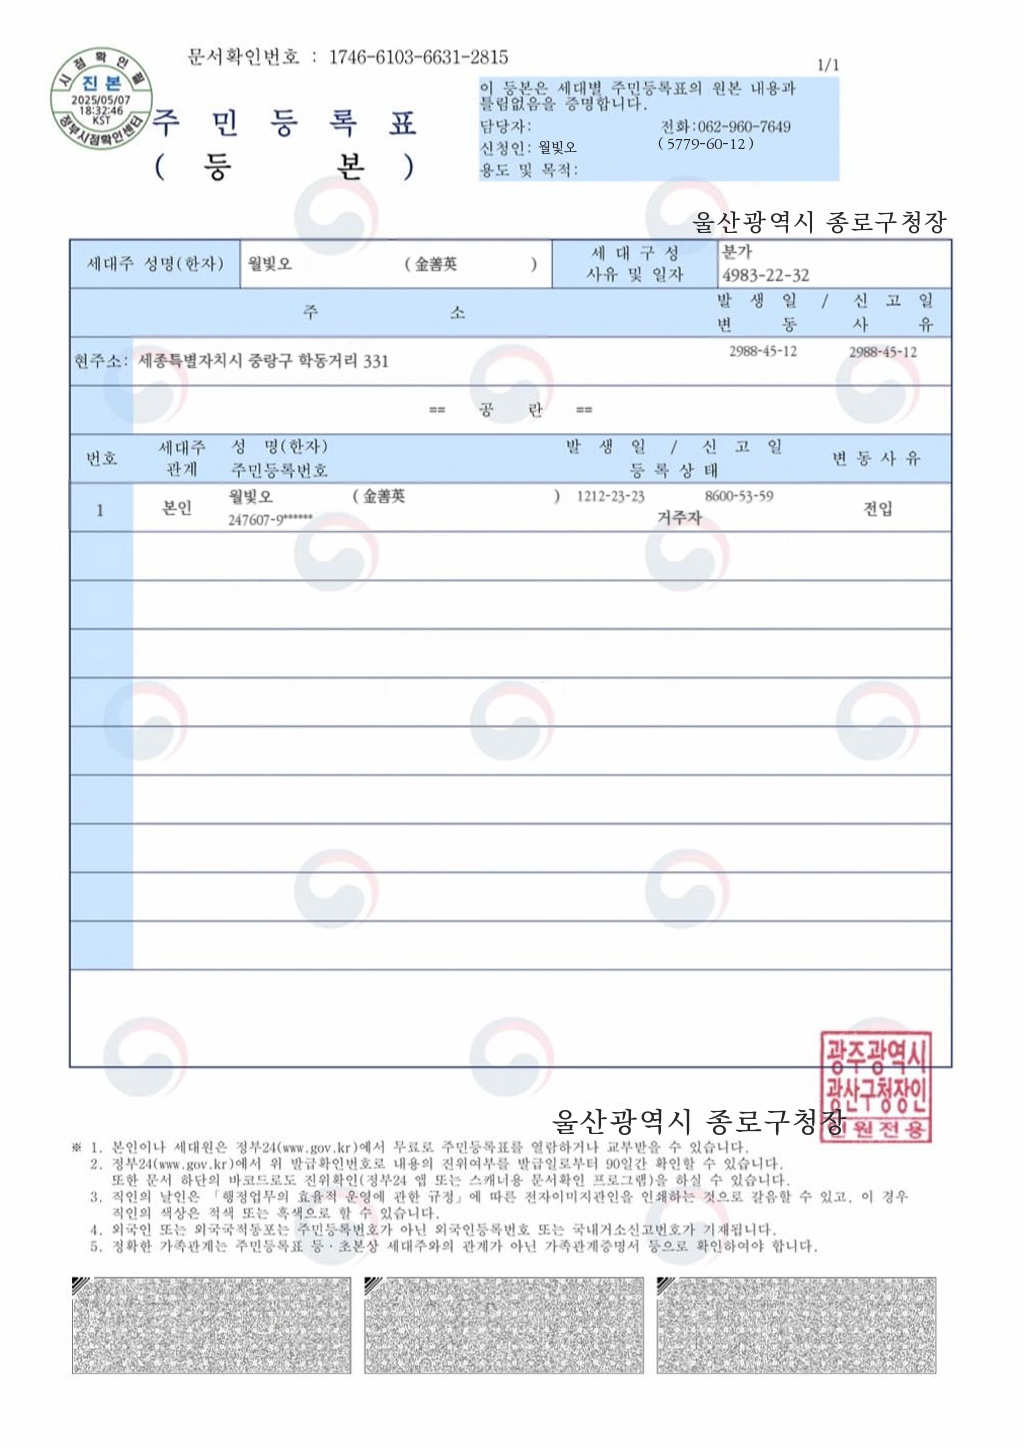 문서확인번호 : 1746-6103-6631-2815
1/1
시점확인필
진본
2025/05/07
18:32:46
KST
정부시점확인센터
주 민 등 록 표
( 등 본 )
이 등본은 세대별 주민등록표의 원본 내용과
틀림없음을 증명합니다.
담당자: 전화:062-960-7649
신청인: 월빛오 ( 5779-60-12 )
용도 및 목적:
울산광역시 종로구청장
세대주 성명(한자) 월빛오 ( 金善英 ) 세 대 구 성 분가
사유 및 일자 4983-22-32
주 소 발 생 일 / 신 고 일
변 동 사 유
현주소: 세종특별자치시 중랑구 학동거리 331 2988-45-12 2988-45-12
== 공 란 ==
번호 세대주 성 명(한자) 발 생 일 / 신 고 일 변 동 사 유
관계 주민등록번호 등 록 상 태
1 본인 월빛오 ( 金善英 ) 1212-23-23 8600-53-59 전입
247607-9****** 거주자
광주광역시
광산구청장인
민원전용
울산광역시 종로구청장
※ 1. 본인이나 세대원은 정부24(www.gov.kr)에서 무료로 주민등록표를 열람하거나 교부받을 수 있습니다.
2. 정부24(www.gov.kr)에서 위 발급확인번호로 내용의 진위여부를 발급일로부터 90일간 확인할 수 있습니다.
또한 문서 하단의 바코드로도 진위확인(정부24 앱 또는 스캐너용 문서확인 프로그램)을 하실 수 있습니다.
3. 직인의 날인은 「행정업무의 효율적 운영에 관한 규정」에 따른 전자이미지관인을 인쇄하는 것으로 갈음할 수 있고, 이 경우
직인의 색상은 적색 또는 흑색으로 할 수 있습니다.
4. 외국인 또는 외국국적동포는 주민등록번호가 아닌 외국인등록번호 또는 국내거소신고번호가 기재됩니다.
5. 정확한 가족관계는 주민등록표 등·초본상 세대주와의 관계가 아닌 가족관계증명서 등으로 확인하여야 합니다.